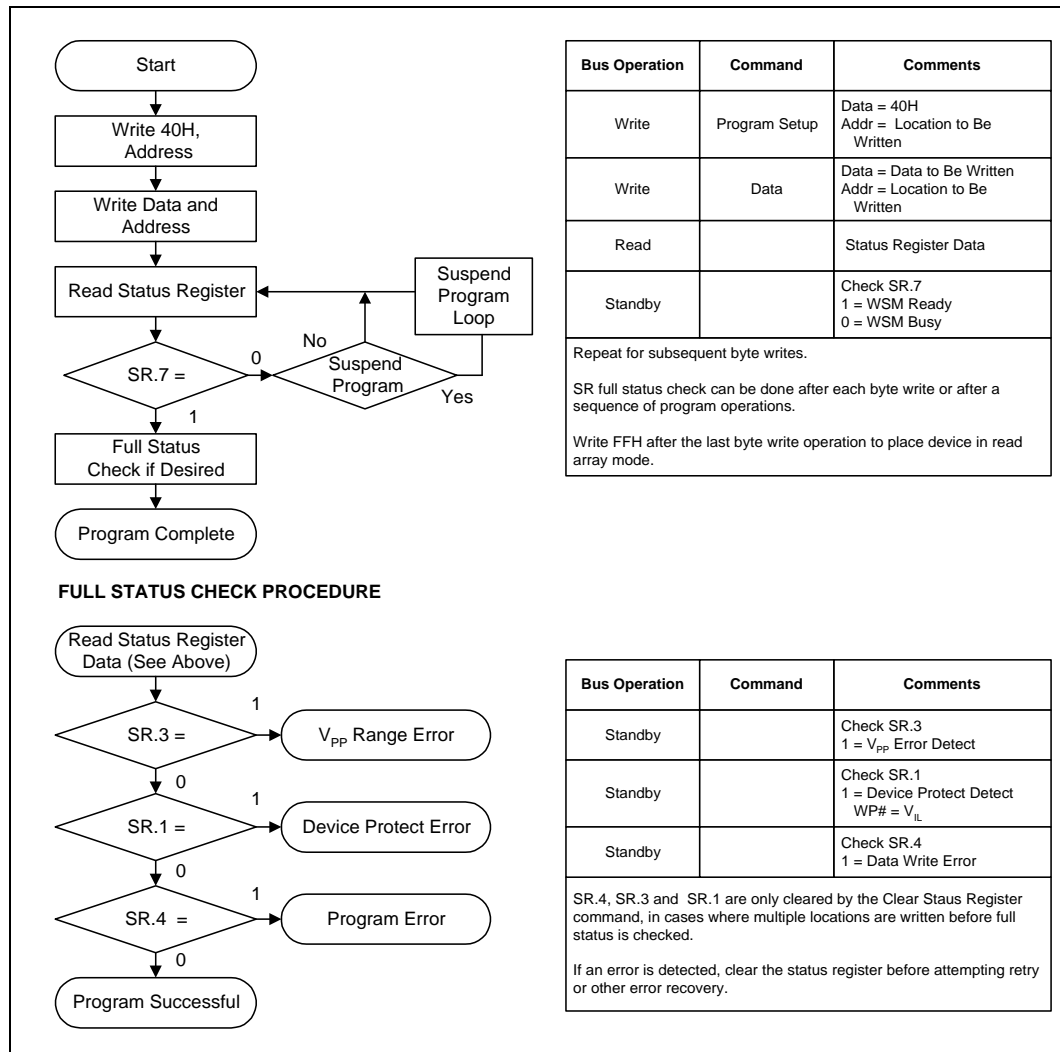 Start
Write 40H,
Address
Write Data and
Address
Read Status Register
Suspend
Program
Loop
No
0
SR.7 =
Suspend
Program
Yes
1
Full Status
Check if Desired
Program Complete
Bus Operation Command Comments
Write Program Setup Data = 40H
Addr = Location to Be
Written
Write Data Data = Data to Be Written
Addr = Location to Be
Written
Read Status Register Data
Standby Check SR.7
1 = WSM Ready
0 = WSM Busy
Repeat for subsequent byte writes.
SR full status check can be done after each byte write or after a
sequence of program operations.
Write FFH after the last byte write operation to place device in read
array mode.
FULL STATUS CHECK PROCEDURE
Read Status Register
Data (See Above)
1
SR.3 =
VPP Range Error
0
1
SR.1 =
Device Protect Error
0
1
SR.4 =
Program Error
0
Program Successful
Bus Operation Command Comments
Standby Check SR.3
1 = VPP Error Detect
Standby Check SR.1
1 = Device Protect Detect
WP# = VIL
Standby Check SR.4
1 = Data Write Error
SR.4, SR.3 and SR.1 are only cleared by the Clear Staus Register
command, in cases where multiple locations are written before full
status is checked.
If an error is detected, clear the status register before attempting retry
or other error recovery.